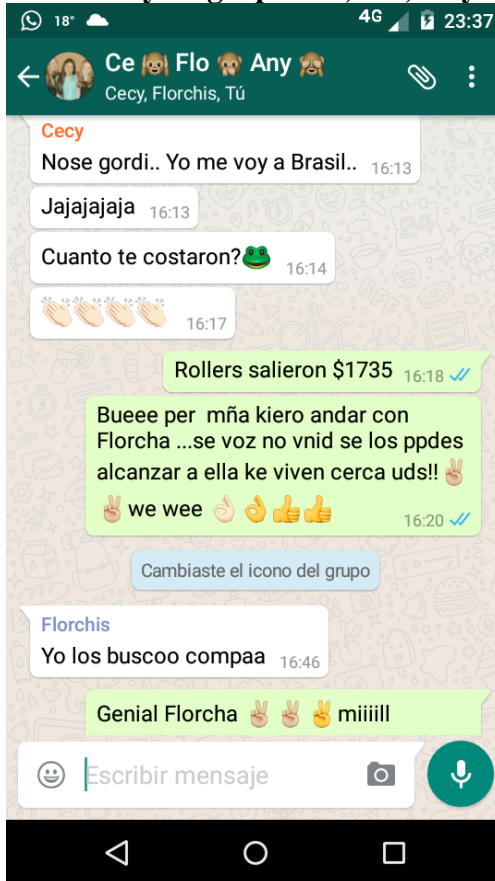 18° 4G 23:37
Ce 🙉 Flo 🙊 Any 🙈
Cecy, Florchis, Tú
Cecy
Nose gordi.. Yo me voy a Brasil.. 16:13
Jajajajaja 16:13
Cuanto te costaron?🐸 16:14
👏🏻👏🏻👏🏻👏🏻 16:17
Rollers salieron $1735 16:18
Bueee per mña kiero andar con
Florcha ...se voz no vnid se los ppdes
alcanzar a ella ke viven cerca uds!! ✌🏼
✌🏼 we wee 👌🏻 👌 👍 👍 16:20
Cambiaste el icono del grupo
Florchis
Yo los buscoo compaa 16:46
Genial Florcha ✌🏼 ✌🏼 ✌ miiiill
Escribir mensaje